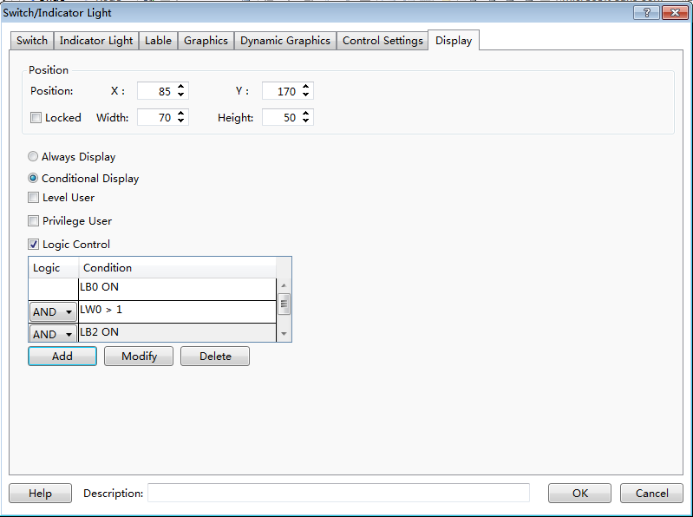 Switch/Indicator Light
Switch Indicator Light Lable Graphics Dynamic Graphics Control Settings Display
Position
Position: X : 85 Y : 170
Locked Width: 70 Height: 50
Always Display
Conditional Display
Level User
Privilege User
Logic Control
Logic Condition
LB0 ON
AND LW0 > 1
AND LB2 ON
Add Modify Delete
Help Description: OK Cancel